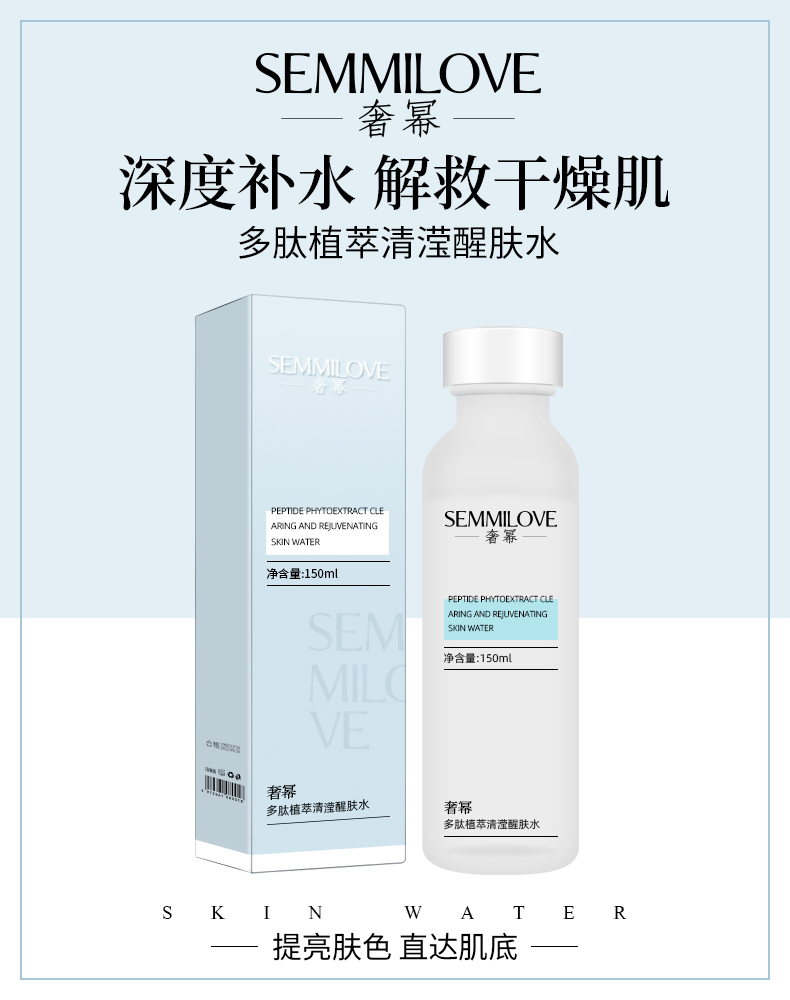 SEMMILOVE
奢幂
深度补水 解救干燥肌
多肽植萃清滢醒肤水
SEMMILOVE
奢幂
PEPTIDE PHYTOEXTRACT CLE
ARING AND REJUVENATING
SKIN WATER
净含量:150ml
SEM
MILO
VE
合格
奢幂
多肽植萃清滢醒肤水
SEMMILOVE
奢幂
PEPTIDE PHYTOEXTRACT CLE
ARING AND REJUVENATING
SKIN WATER
净含量:150ml
奢幂
多肽植萃清滢醒肤水
SKIN WATER
提亮肤色 直达肌底